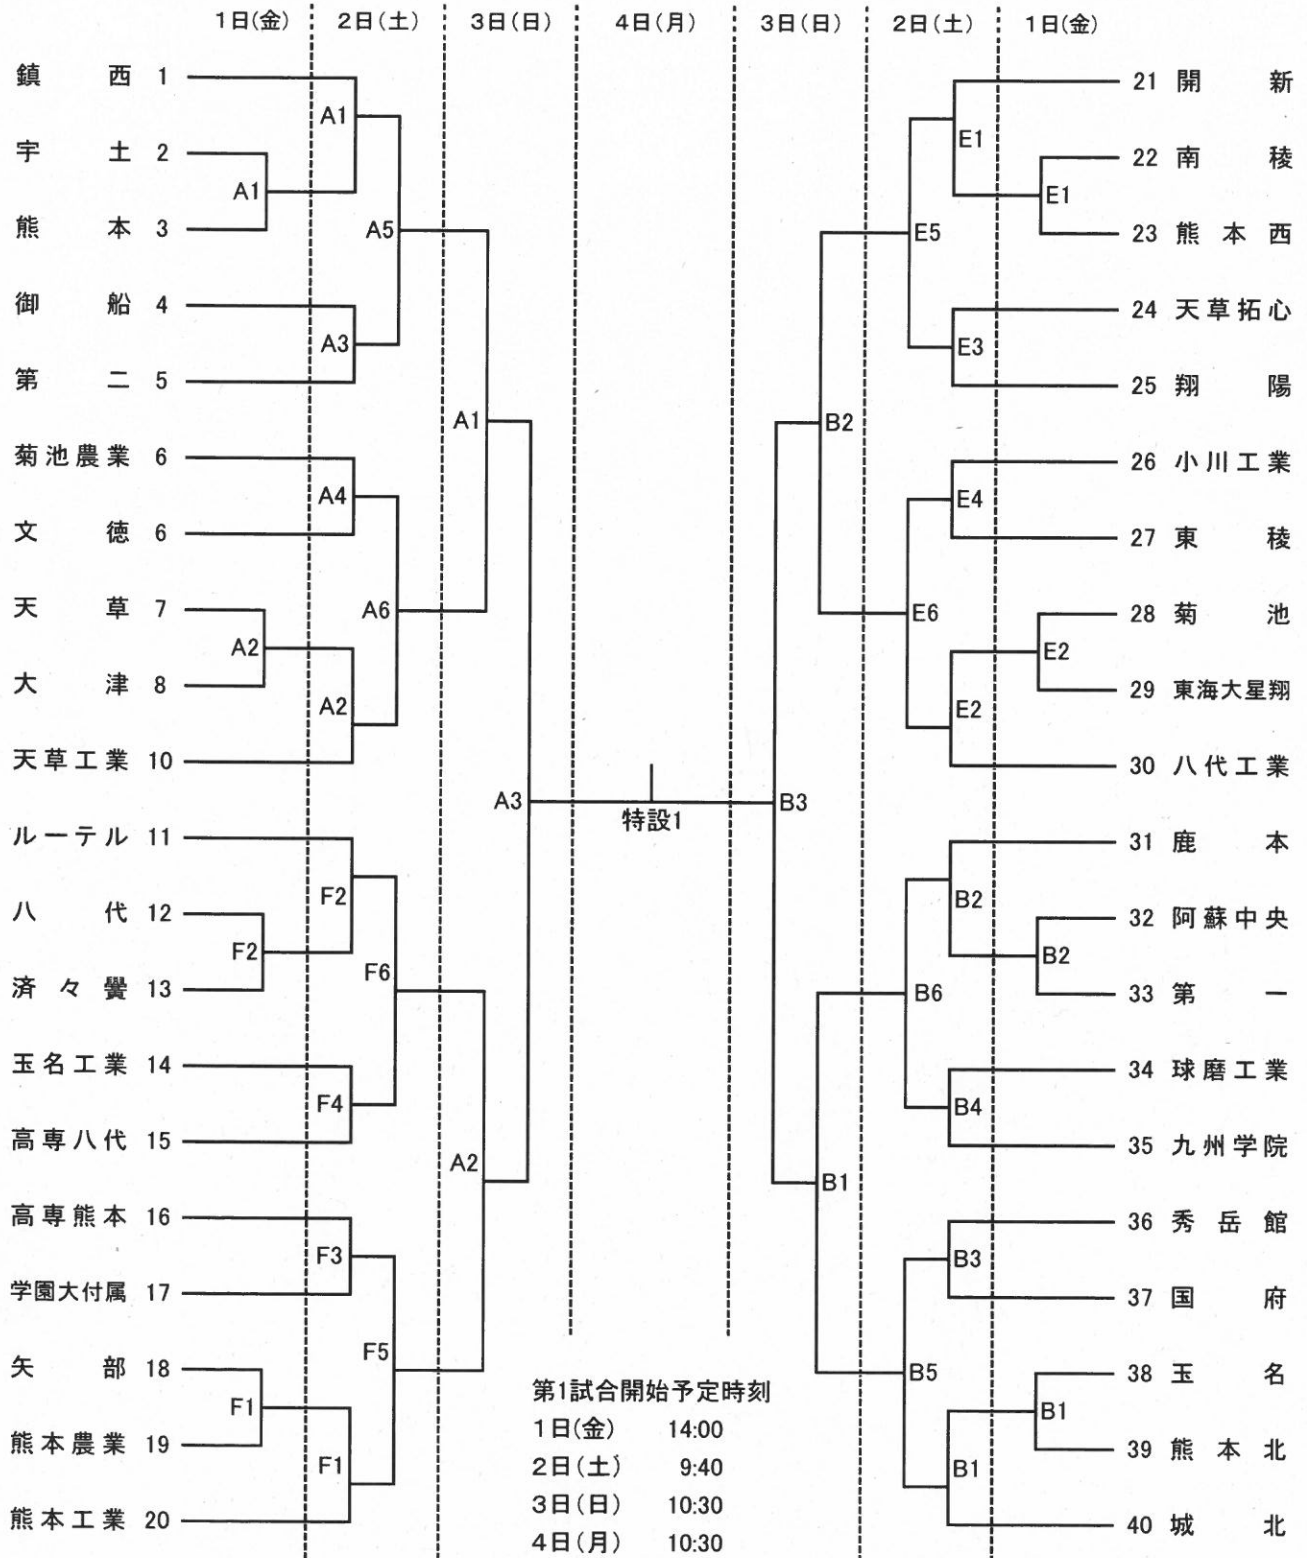 1日(金) 2日(土) 3日(日) 4日(月) 3日(日) 2日(土) 1日(金)
鎮西 1
宇土 2
熊本 3
御船 4
第二 5
菊池農業 6
文徳 6
天草 7
大津 8
天草工業 10
ルーテル 11
八代 12
済々黌 13
玉名工業 14
高専八代 15
高専熊本 16
学園大付属 17
矢部 18
熊本農業 19
熊本工業 20
A1
A2
F2
F1
A1
A3
A4
A2
F2
F4
F3
F1
A5
A6
F6
F5
A1
A2
A3
特設1
B3
B2
B1
E5
E6
B6
B5
E1
E3
E4
E2
B2
B4
B3
B1
E1
E2
B2
B1
21 開新
22 南稜
23 熊本西
24 天草拓心
25 翔陽
26 小川工業
27 東稜
28 菊池
29 東海大星翔
30 八代工業
31 鹿本
32 阿蘇中央
33 第一
34 球磨工業
35 九州学院
36 秀岳館
37 国府
38 玉名
39 熊本北
40 城北
第1試合開始予定時刻
1日(金) 14:00
2日(土) 9:40
3日(日) 10:30
4日(月) 10:30